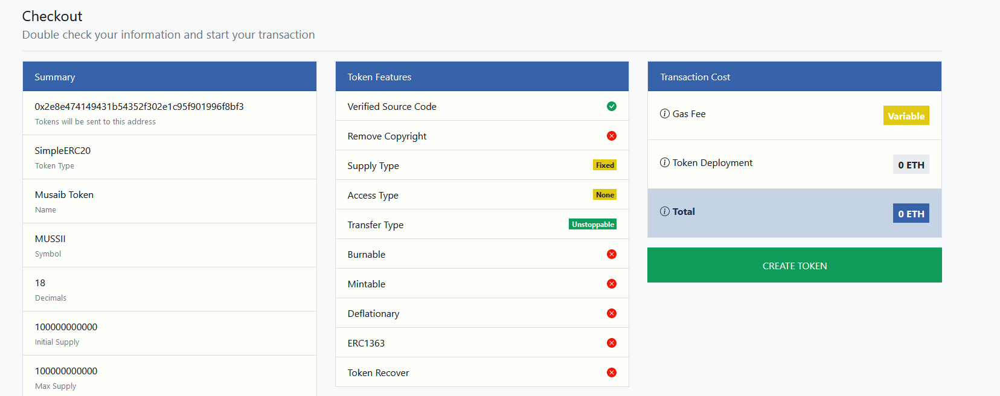 Checkout
Double check your information and start your transaction
Summary
0x2e8e474149431b54352f302e1c95f901996f8bf3
Tokens will be sent to this address
SimpleERC20
Token Type
Musaib Token
Name
MUSSII
Symbol
18
Decimals
100000000000
Initial Supply
100000000000
Max Supply
Token Features
Verified Source Code
Remove Copyright
Supply Type Fixed
Access Type None
Transfer Type Unstoppable
Burnable
Mintable
Deflationary
ERC1363
Token Recover
Transaction Cost
Gas Fee Variable
Token Deployment 0 ETH
Total 0 ETH
CREATE TOKEN